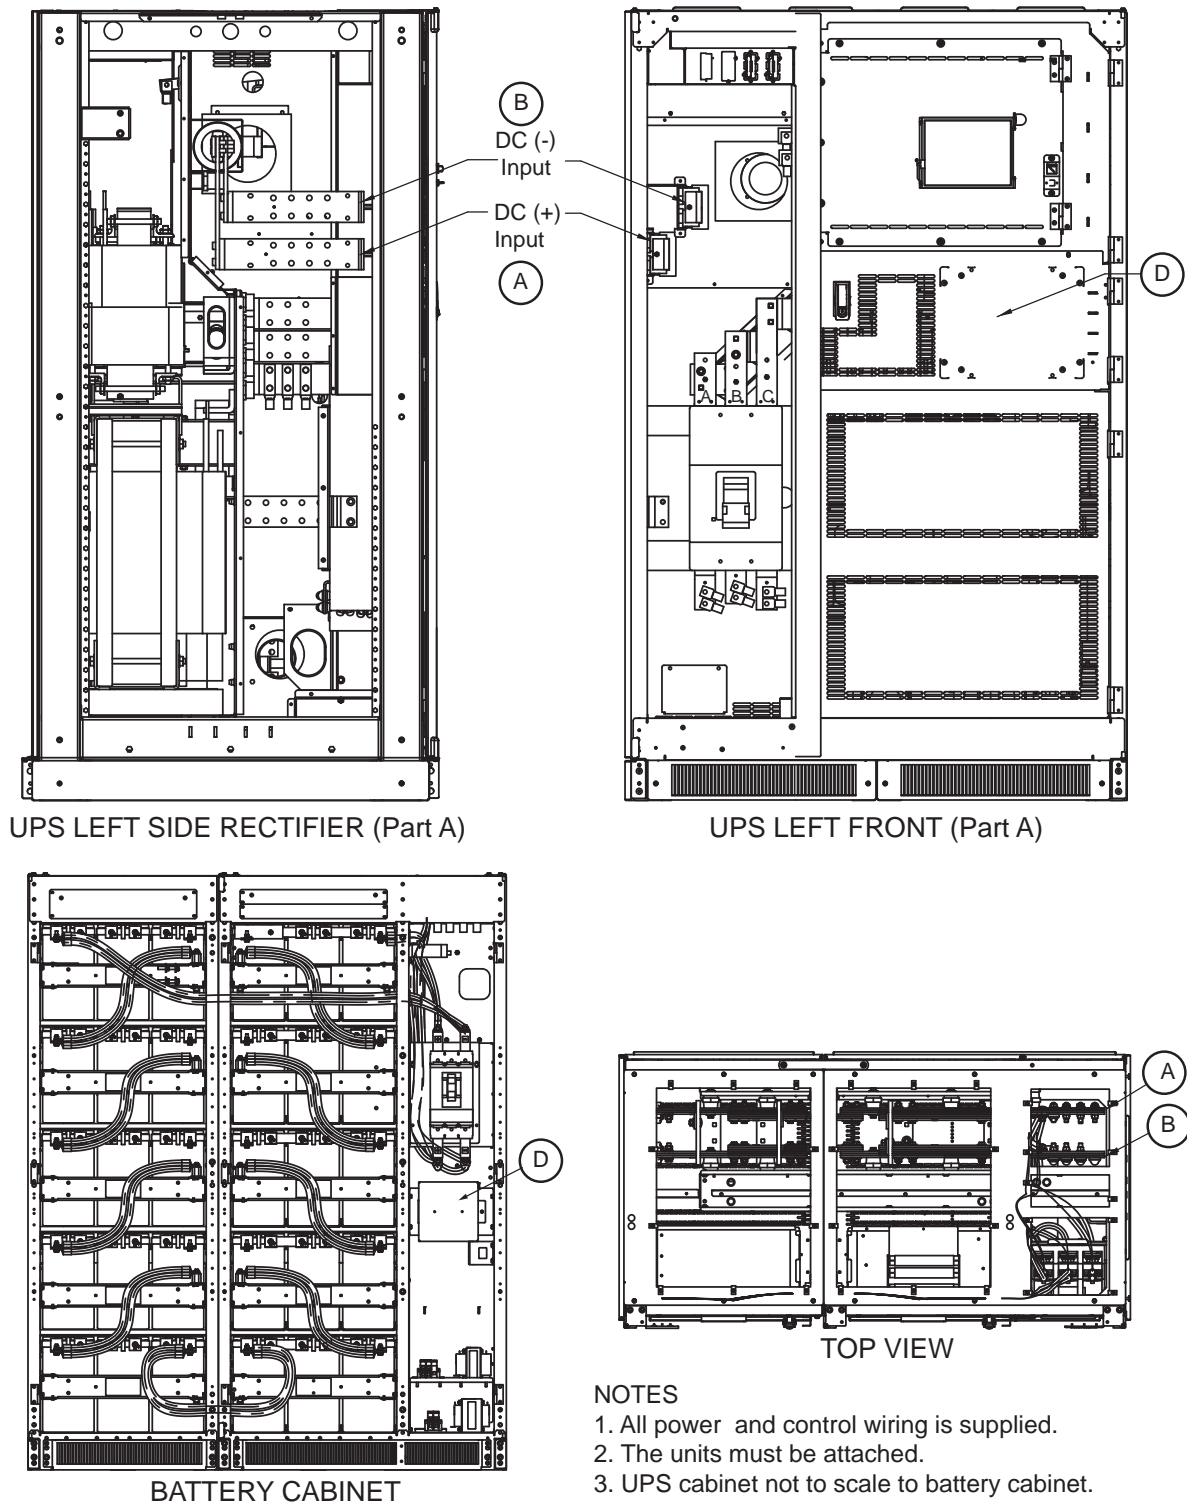 B
DC (-)
Input
DC (+)
Input
A
D
A
B
C
UPS LEFT SIDE RECTIFIER (Part A)
UPS LEFT FRONT (Part A)
D
A
B
BATTERY CABINET
TOP VIEW
NOTES
1. All power and control wiring is supplied.
2. The units must be attached.
3. UPS cabinet not to scale to battery cabinet.